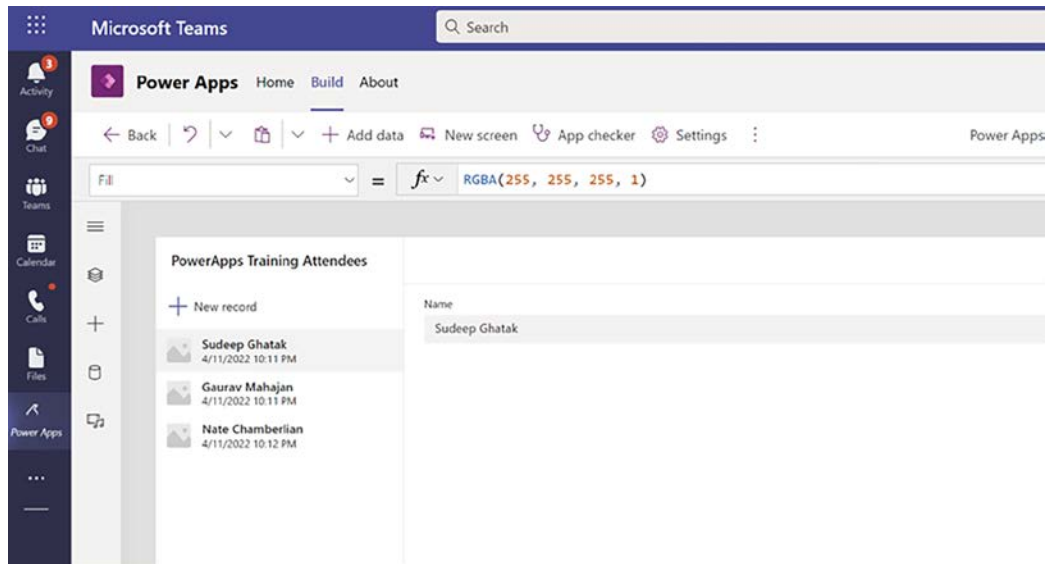 Microsoft Teams
Search
3
Activity
9
Chat
Teams
Calendar
Calls
Files
Power Apps
Power Apps Home Build About
Back Add data New screen App checker Settings Power Apps
Fill = fx RGBA(255, 255, 255, 1)
PowerApps Training Attendees
New record
Sudeep Ghatak
4/11/2022 10:11 PM
Gaurav Mahajan
4/11/2022 10:11 PM
Nate Chamberlian
4/11/2022 10:12 PM
Name
Sudeep Ghatak